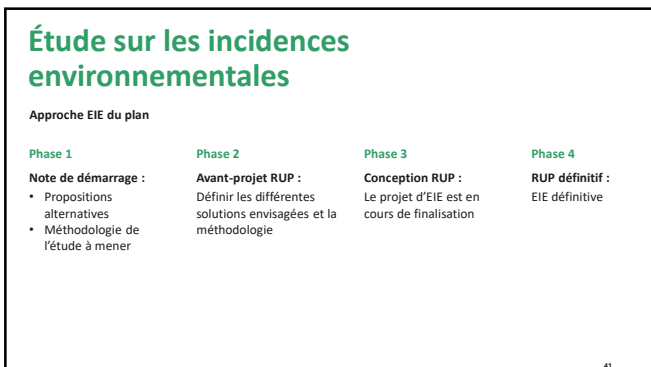 Étude sur les incidences
environnementales
Approche EIE du plan
Phase 1
Note de démarrage :
• Propositions
alternatives
• Méthodologie de
l'étude à mener
Phase 2
Avant-projet RUP :
Définir les différentes
solutions envisagées et la
méthodologie
Phase 3
Conception RUP :
Le projet d'EIE est en
cours de finalisation
Phase 4
RUP définitif :
EIE définitive
41